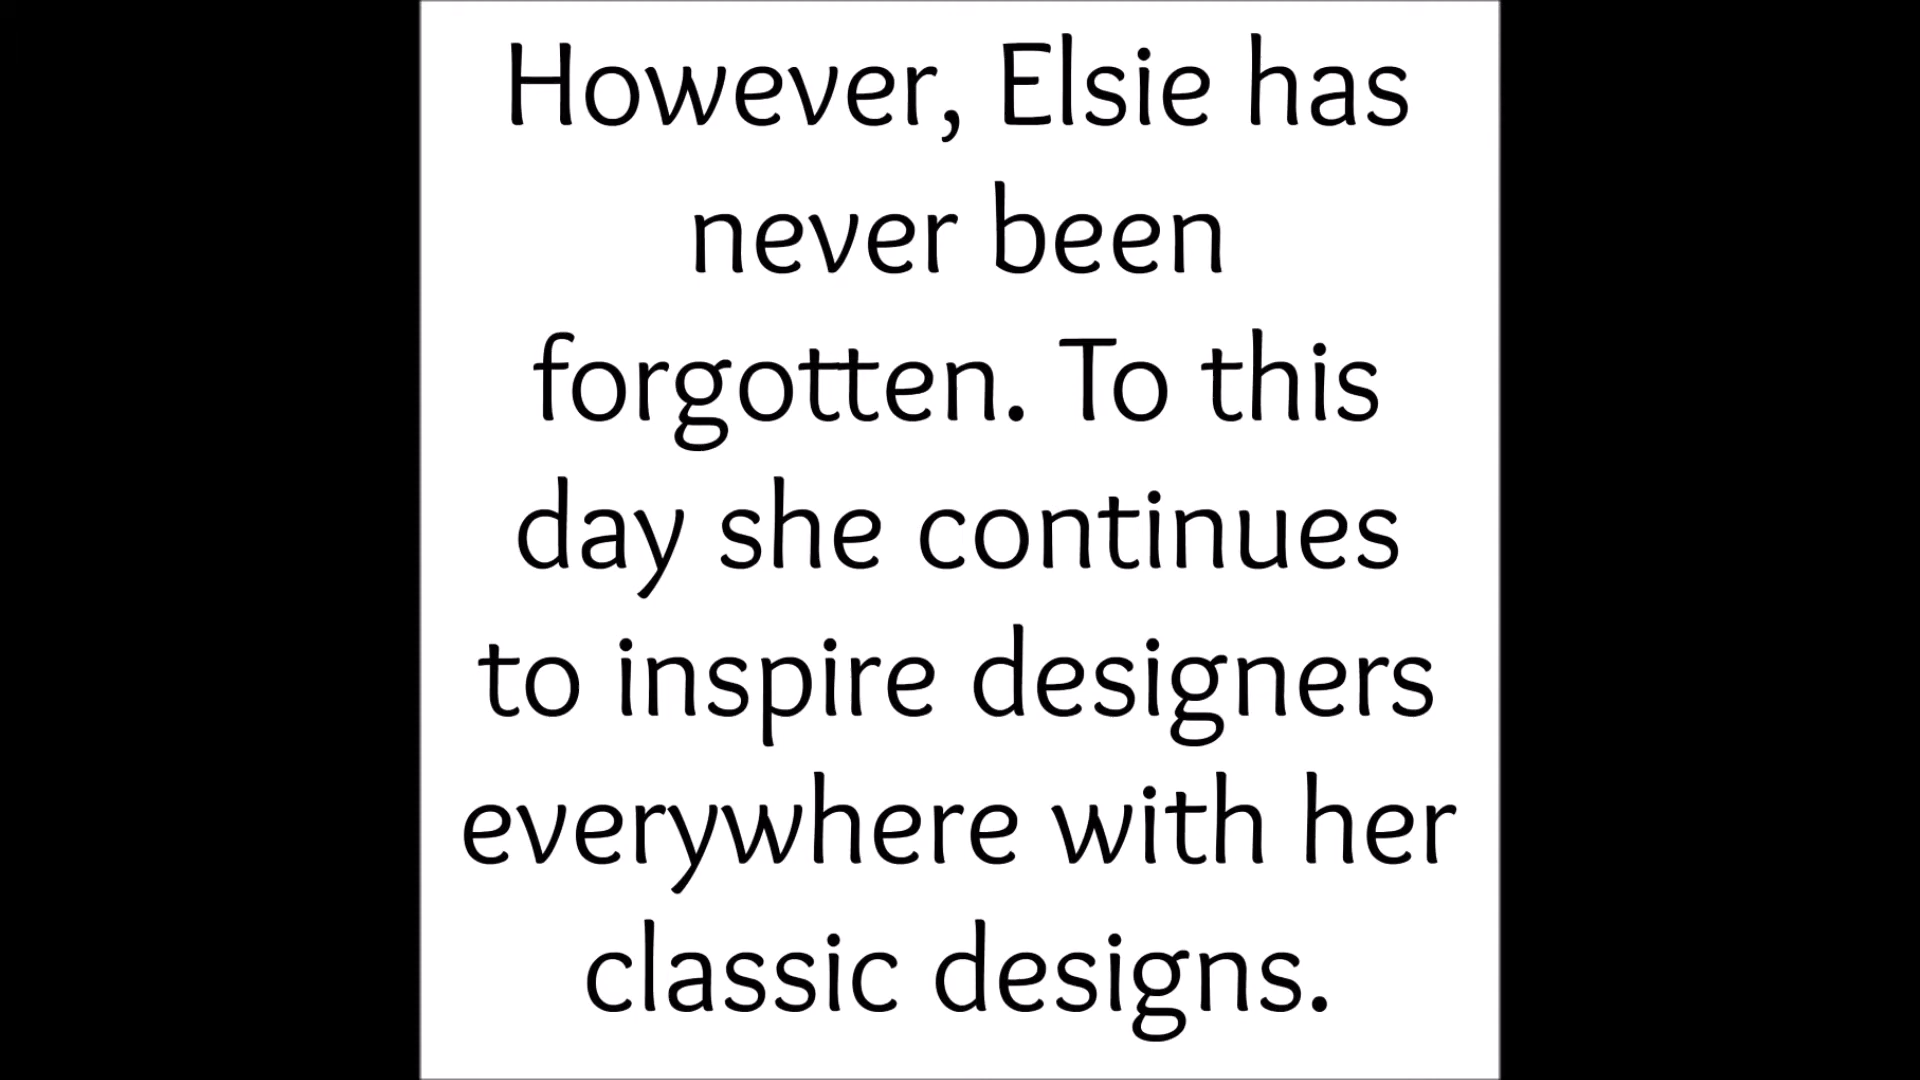 However, Elsie has
never been
forgotten. To this
day she continues
to inspire designers
everywhere with her
classic designs.